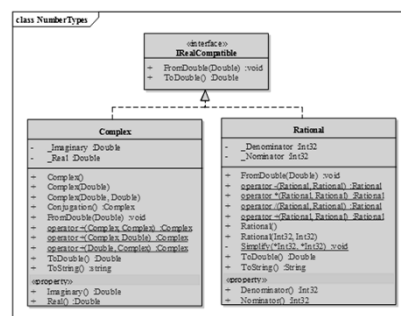 class NumberTypes
«interface»
IRealCompatible
+ FromDouble(Double) :void
+ ToDouble() :Double
Complex
- _Imaginary :Double
- _Real :Double
+ Complex()
+ Complex(Double)
+ Complex(Double, Double)
+ Conjugation() :Complex
+ FromDouble(Double) :void
+ operator +(Complex, Complex) :Complex
+ operator +(Complex, Double) :Complex
+ operator +(Double, Complex) :Complex
+ ToDouble() :Double
+ ToString() :string
«property»
+ Imaginary() :Double
+ Real() :Double
Rational
- _Denominator :Int32
- _Nominator :Int32
+ FromDouble(Double) :void
+ operator -(Rational, Rational) :Rational
+ operator *(Rational, Rational) :Rational
+ operator /(Rational, Rational) :Rational
+ operator +(Rational, Rational) :Rational
+ Rational()
+ Rational(Int32, Int32)
- Simplify(*Int32, *Int32) :void
+ ToDouble() :Double
+ ToString() :String
«property»
+ Denominator() :Int32
+ Nominator() :Int32